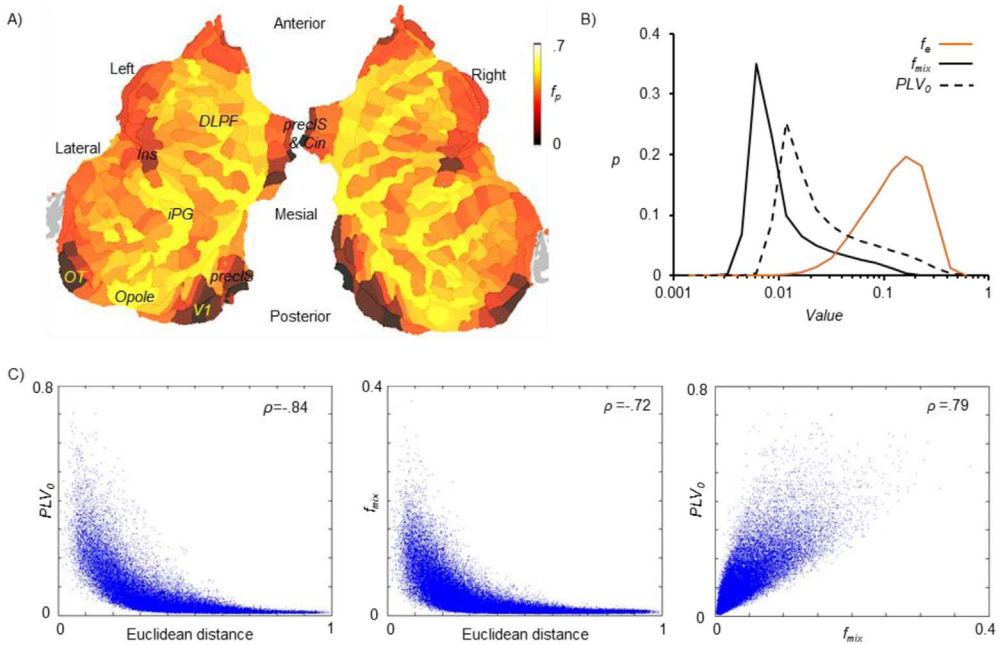 A)
Anterior
.7
f_p
0
Left
Right
DLPF
precIS
& Cin
Lateral
Ins
iPG
Mesial
OT
precIS
Opole
V1
Posterior
B)
f_e
f_mix
PLV_0
0.4
0.3
p
0.2
0.1
0
0.001
0.01
0.1
1
Value
C)
0.8
ρ=-.84
PLV_0
0
0
Euclidean distance
1
0.4
ρ=-.72
f_mix
0
0
Euclidean distance
1
0.8
ρ=.79
PLV_0
0
0
f_mix
0.4